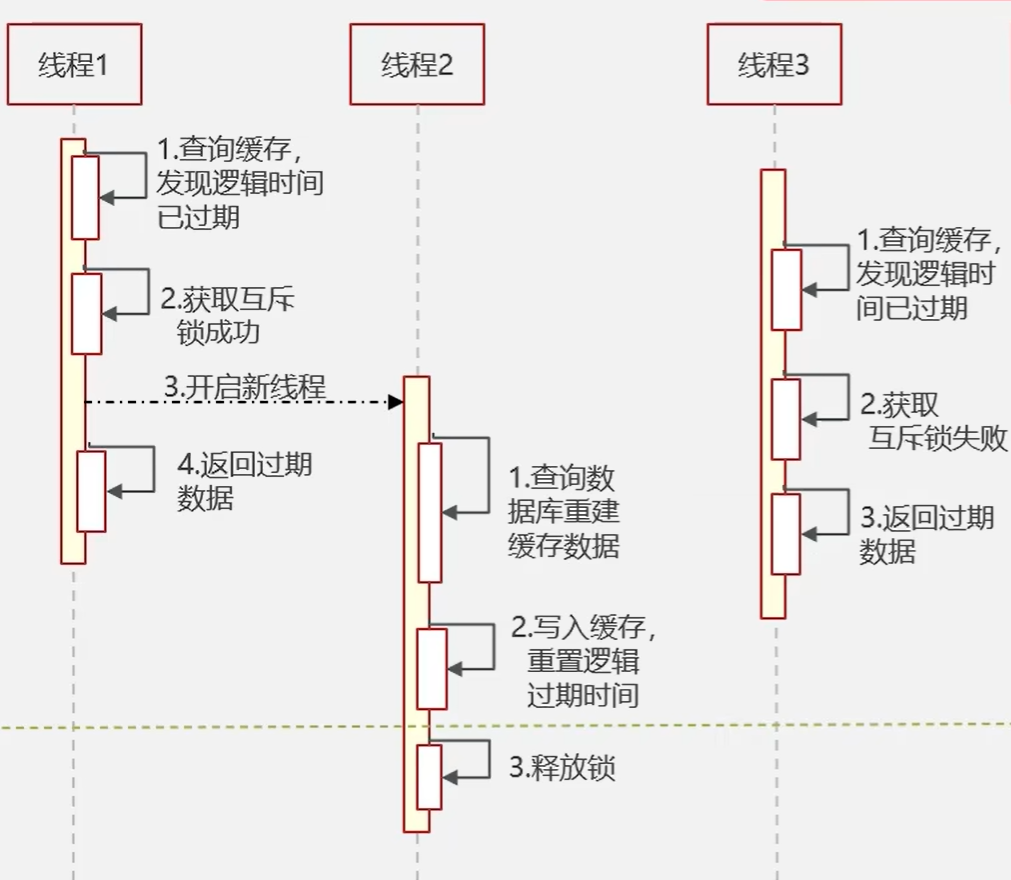 线程1
线程2
线程3
1.查询缓存，
发现逻辑时间
已过期
2.获取互斥
锁成功
3.开启新线程
4.返回过期
数据
1.查询数
据库重建
缓存数据
2.写入缓存，
重置逻辑
过期时间
3.释放锁
1.查询缓存，
发现逻辑时
间已过期
2.获取
互斥锁失败
3.返回过期
数据